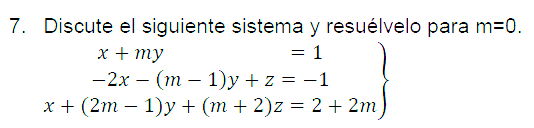 7. Discute el siguiente sistema y resuélvelo para m=0.
x + my = 1
−2x − (m − 1)y + z = −1
x + (2m − 1)y + (m + 2)z = 2 + 2m